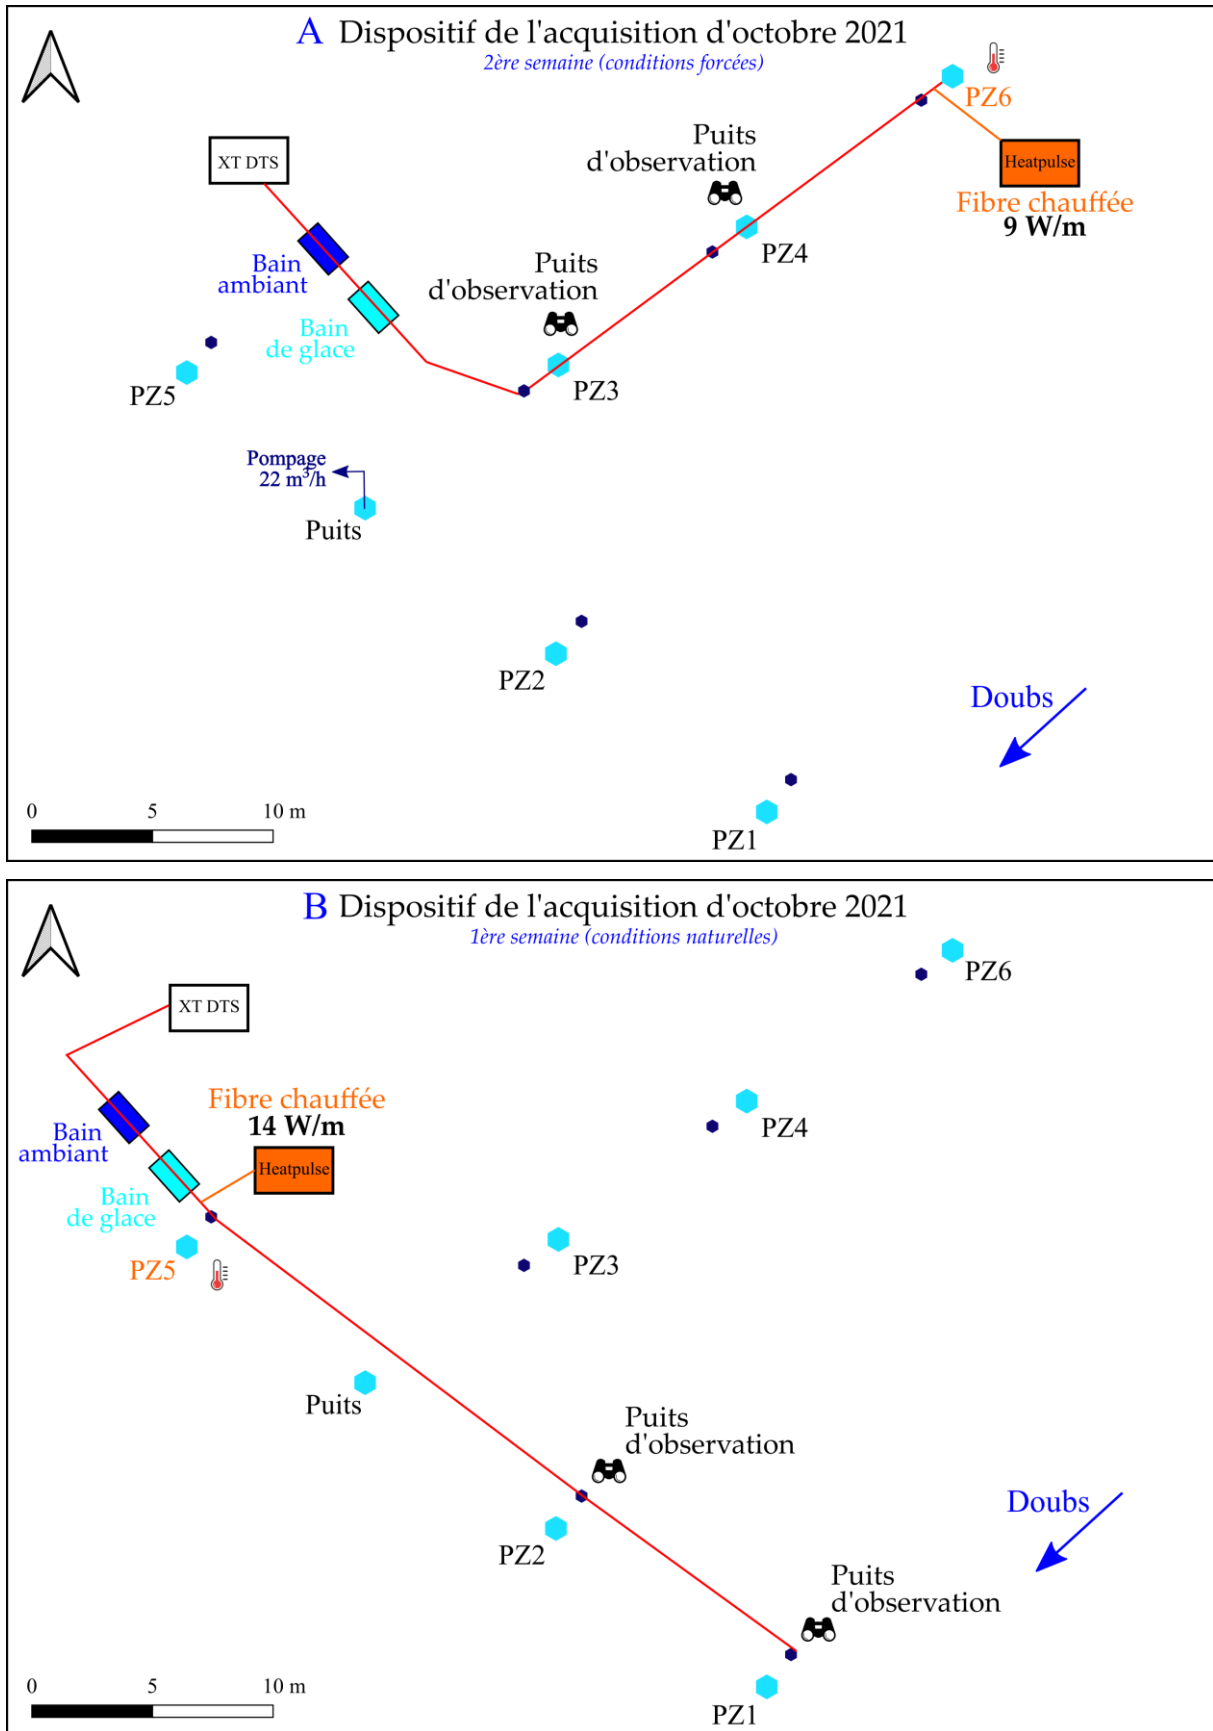 A Dispositif de l'acquisition d'octobre 2021
2ère semaine (conditions forcées)
PZ6
XT DTS
Puits
d'observation
Heatpulse
Fibre chauffée
9 W/m
PZ4
Bain
ambiant
Puits
d'observation
Bain
de glace
PZ5
PZ3
Pompage
22 m³/h
Puits
PZ2
Doubs
0 5 10 m
PZ1
B Dispositif de l'acquisition d'octobre 2021
1ère semaine (conditions naturelles)
PZ6
XT DTS
Fibre chauffée
14 W/m
PZ4
Bain
ambiant
Heatpulse
Bain
de glace
PZ5
PZ3
Puits
Puits
d'observation
Doubs
PZ2
Puits
d'observation
0 5 10 m
PZ1